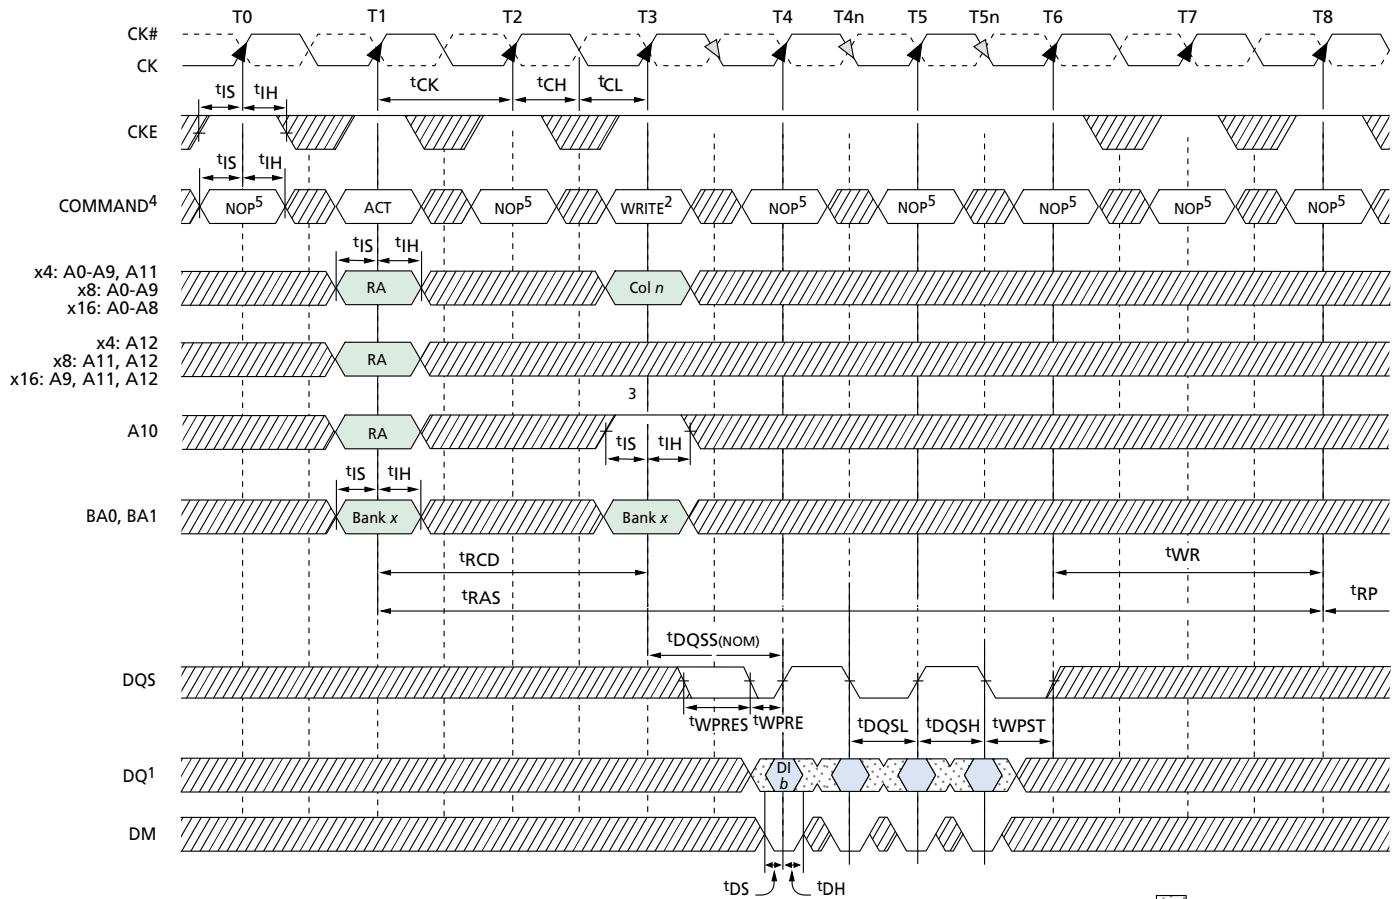 T0 T1 T2 T3 T4 T4n T5 T5n T6 T7 T8
CK#
CK
tIS tIH tCK tCH tCL
CKE
tIS tIH
COMMAND4 NOP5 ACT NOP5 WRITE2 NOP5 NOP5 NOP5 NOP5 NOP5
tIS tIH
x4: A0-A9, A11
x8: A0-A9 RA Col n
x16: A0-A8
x4: A12
x8: A11, A12 RA
x16: A9, A11, A12
3
A10 RA
tIS tIH
tIS tIH
BA0, BA1 Bank x Bank x
tRCD tWR
tRAS tRP
tDQSS(NOM)
DQS
tWPRES tWPRE tDQSL tDQSH tWPST
DQ1 DI
b
DM
tDS tDH